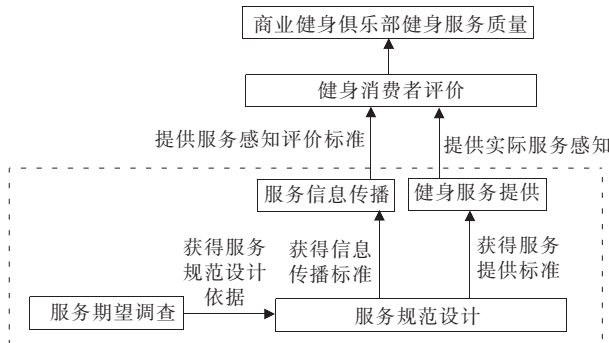 商业健身俱乐部健身服务质量
健身消费者评价
提供服务感知评价标准
提供实际服务感知
服务信息传播
健身服务提供
获得服务
规范设计
依据
获得信息
传播标准
获得服务
提供标准
服务期望调查
服务规范设计